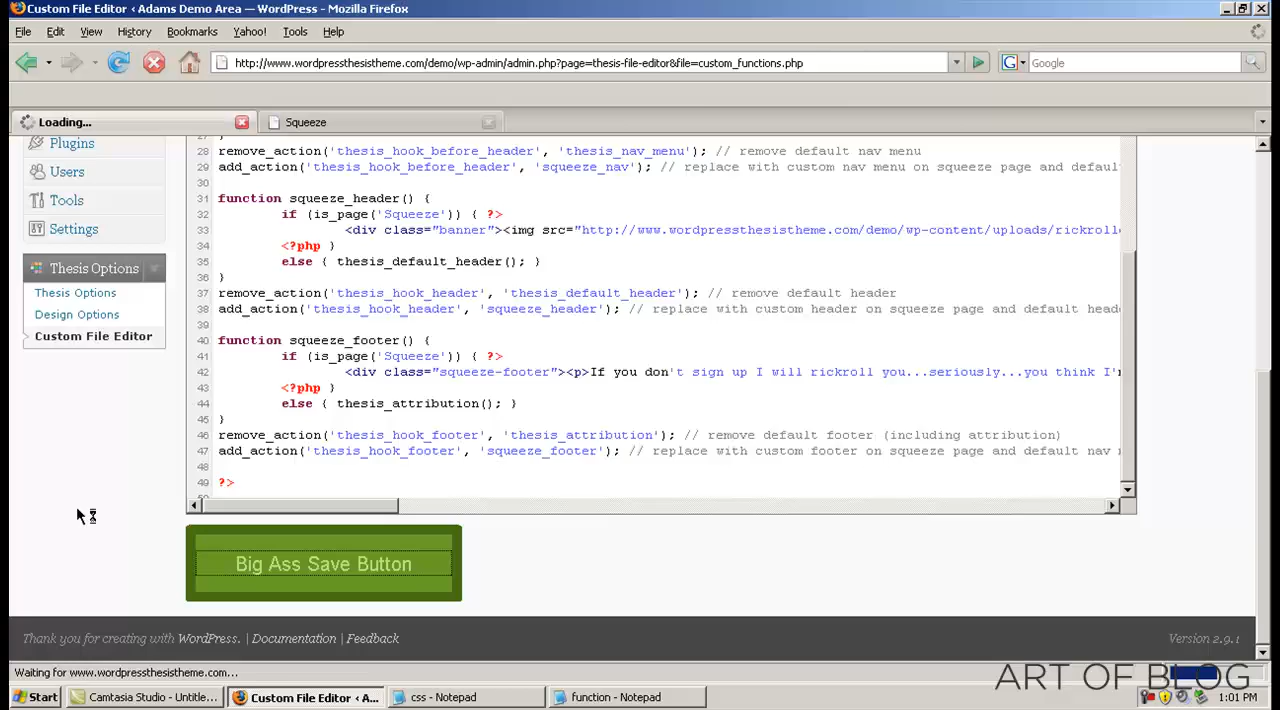 Custom File Editor ‹ Adams Demo Area — WordPress - Mozilla Firefox
File Edit View History Bookmarks Yahoo! Tools Help
http://www.wordpressthesistheme.com/demo/wp-admin/admin.php?page=thesis-file-editor&file=custom_functions.php
G Google
Loading...
Squeeze
Plugins
Users
Tools
Settings
Thesis Options
Thesis Options
Design Options
Custom File Editor
27 }
28 remove_action('thesis_hook_before_header', 'thesis_nav_menu'); // remove default nav menu
29 add_action('thesis_hook_before_header', 'squeeze_nav'); // replace with custom nav menu on squeeze page and defaul
30
31 function squeeze_header() {
32 if (is_page('Squeeze')) { ?>
33 <div class="banner"><img src="http://www.wordpressthesistheme.com/demo/wp-content/uploads/rickroll
34 <?php }
35 else { thesis_default_header(); }
36 }
37 remove_action('thesis_hook_header', 'thesis_default_header'); // remove default header
38 add_action('thesis_hook_header', 'squeeze_header'); // replace with custom header on squeeze page and default head
39
40 function squeeze_footer() {
41 if (is_page('Squeeze')) { ?>
42 <div class="squeeze-footer"><p>If you don't sign up I will rickroll you...seriously...you think I'm
43 <?php }
44 else { thesis_attribution(); }
45 }
46 remove_action('thesis_hook_footer', 'thesis_attribution'); // remove default footer (including attribution)
47 add_action('thesis_hook_footer', 'squeeze_footer'); // replace with custom footer on squeeze page and default nav m
48
49 ?>
50
Big Ass Save Button
Thank you for creating with WordPress. | Documentation | Feedback
Version 2.9.1
Waiting for www.wordpressthesistheme.com...
ART OF BLOG
Start
Camtasia Studio - Untitle...
Custom File Editor ‹ A...
css - Notepad
function - Notepad
1:01 PM